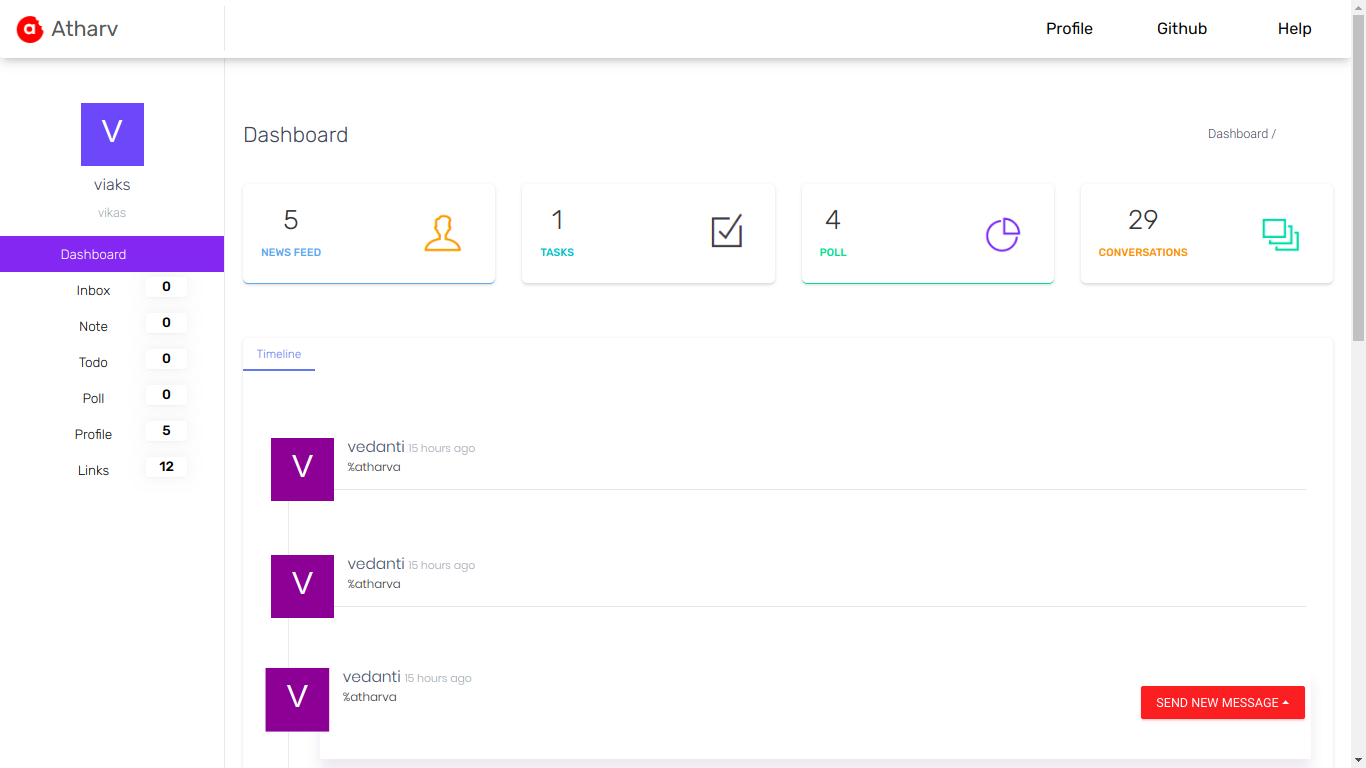 a Atharv
Profile Github Help
V
viaks
vikas
Dashboard
Inbox 0
Note 0
Todo 0
Poll 0
Profile 5
Links 12
Dashboard
Dashboard /
5
NEWS FEED
1
TASKS
4
POLL
29
CONVERSATIONS
Timeline
V
vedanti 15 hours ago
%atharva
V
vedanti 15 hours ago
%atharva
V
vedanti 15 hours ago
%atharva
SEND NEW MESSAGE